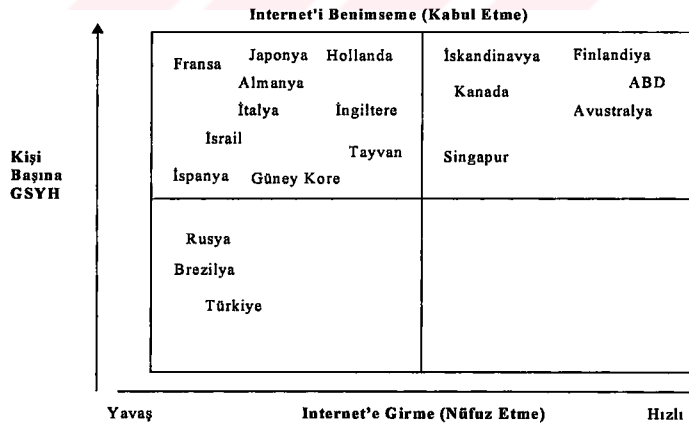 Internet'i Benimseme (Kabul Etme)
Fransa Japonya Hollanda İskandinavya Finlandiya
Almanya Kanada ABD
İtalya İngiltere Avustralya
İsrail
Tayvan Singapur
İspanya Güney Kore
Kişi
Başına
GSYH
Rusya
Brezilya
Türkiye
Yavaş Internet'e Girme (Nüfuz Etme) Hızlı